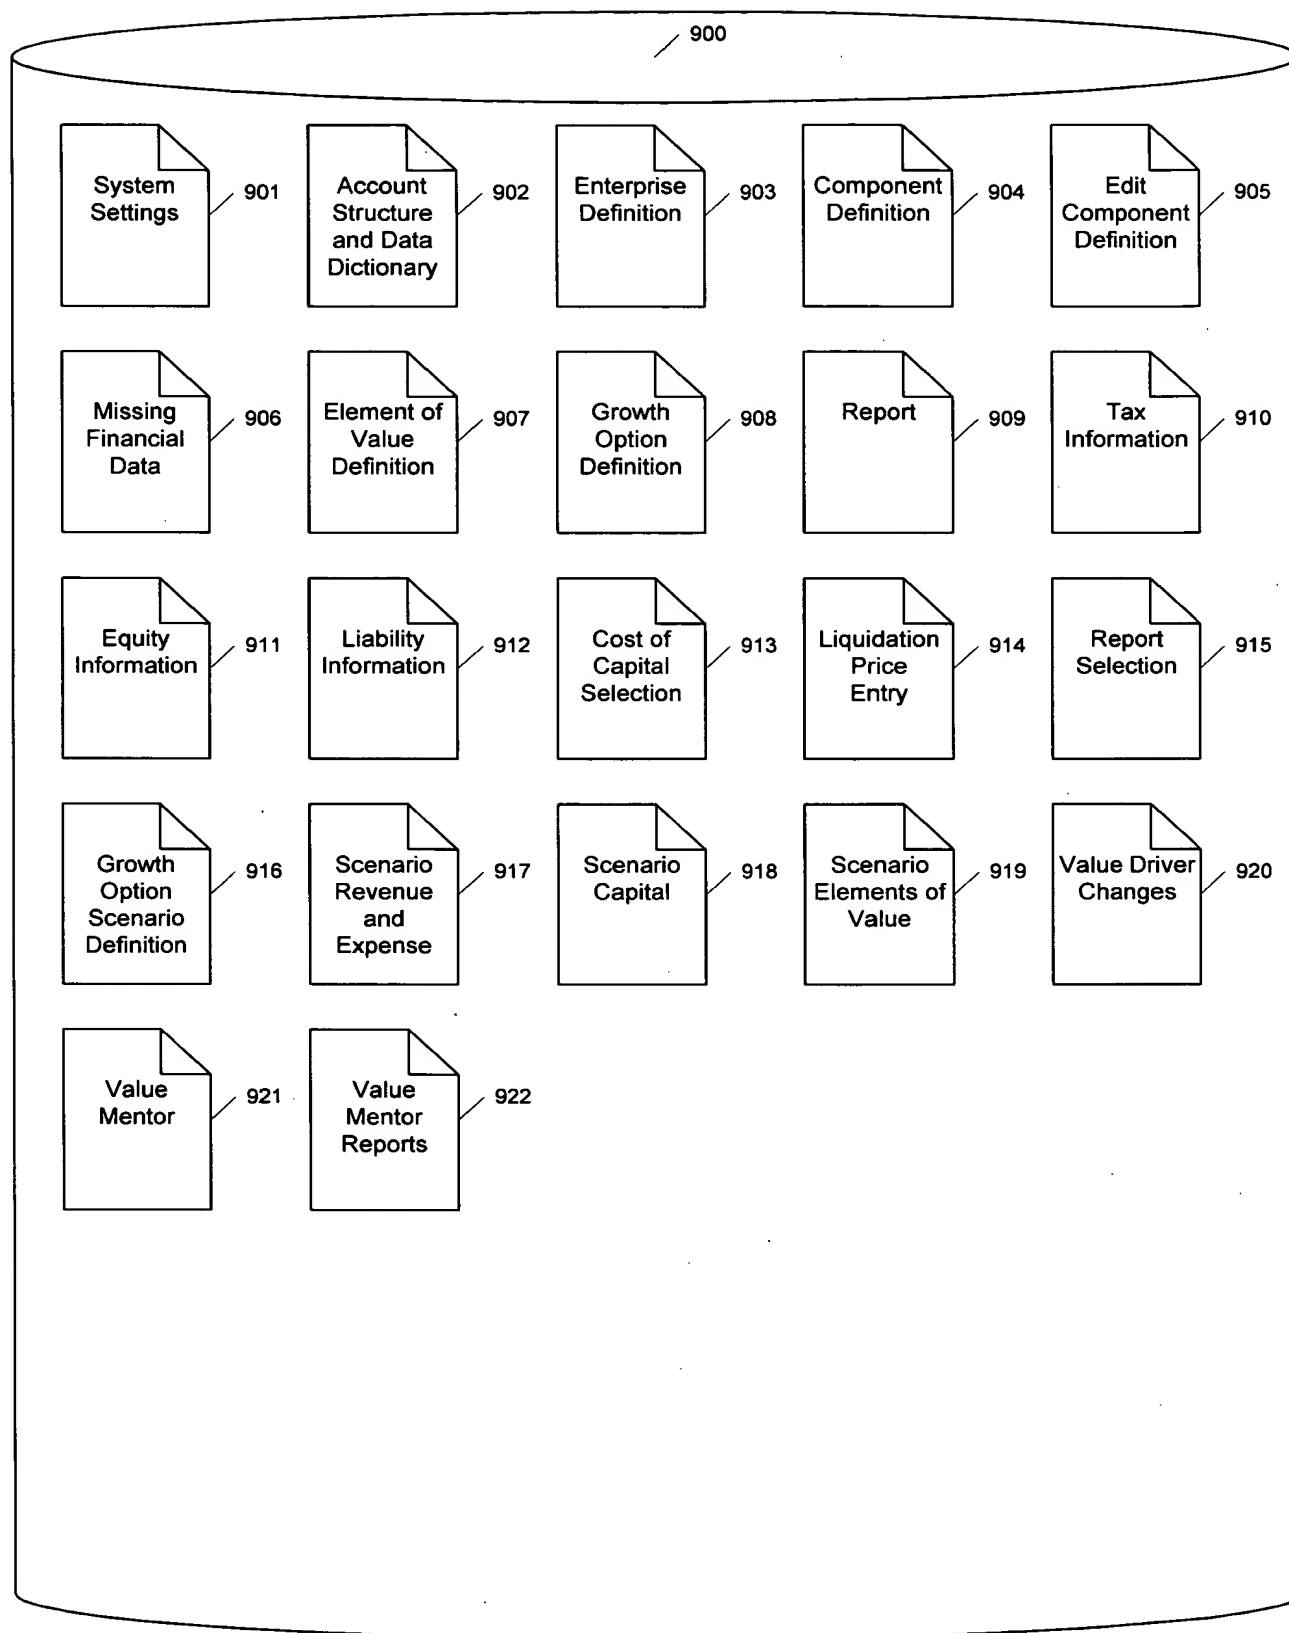 900
System
Settings
901
Account
Structure
and Data
Dictionary
902
Enterprise
Definition
903
Component
Definition
904
Edit
Component
Definition
905
Missing
Financial
Data
906
Element of
Value
Definition
907
Growth
Option
Definition
908
Report
909
Tax
Information
910
Equity
Information
911
Liability
Information
912
Cost of
Capital
Selection
913
Liquidation
Price
Entry
914
Report
Selection
915
Growth
Option
Scenario
Definition
916
Scenario
Revenue
and
Expense
917
Scenario
Capital
918
Scenario
Elements of
Value
919
Value Driver
Changes
920
Value
Mentor
921
Value
Mentor
Reports
922